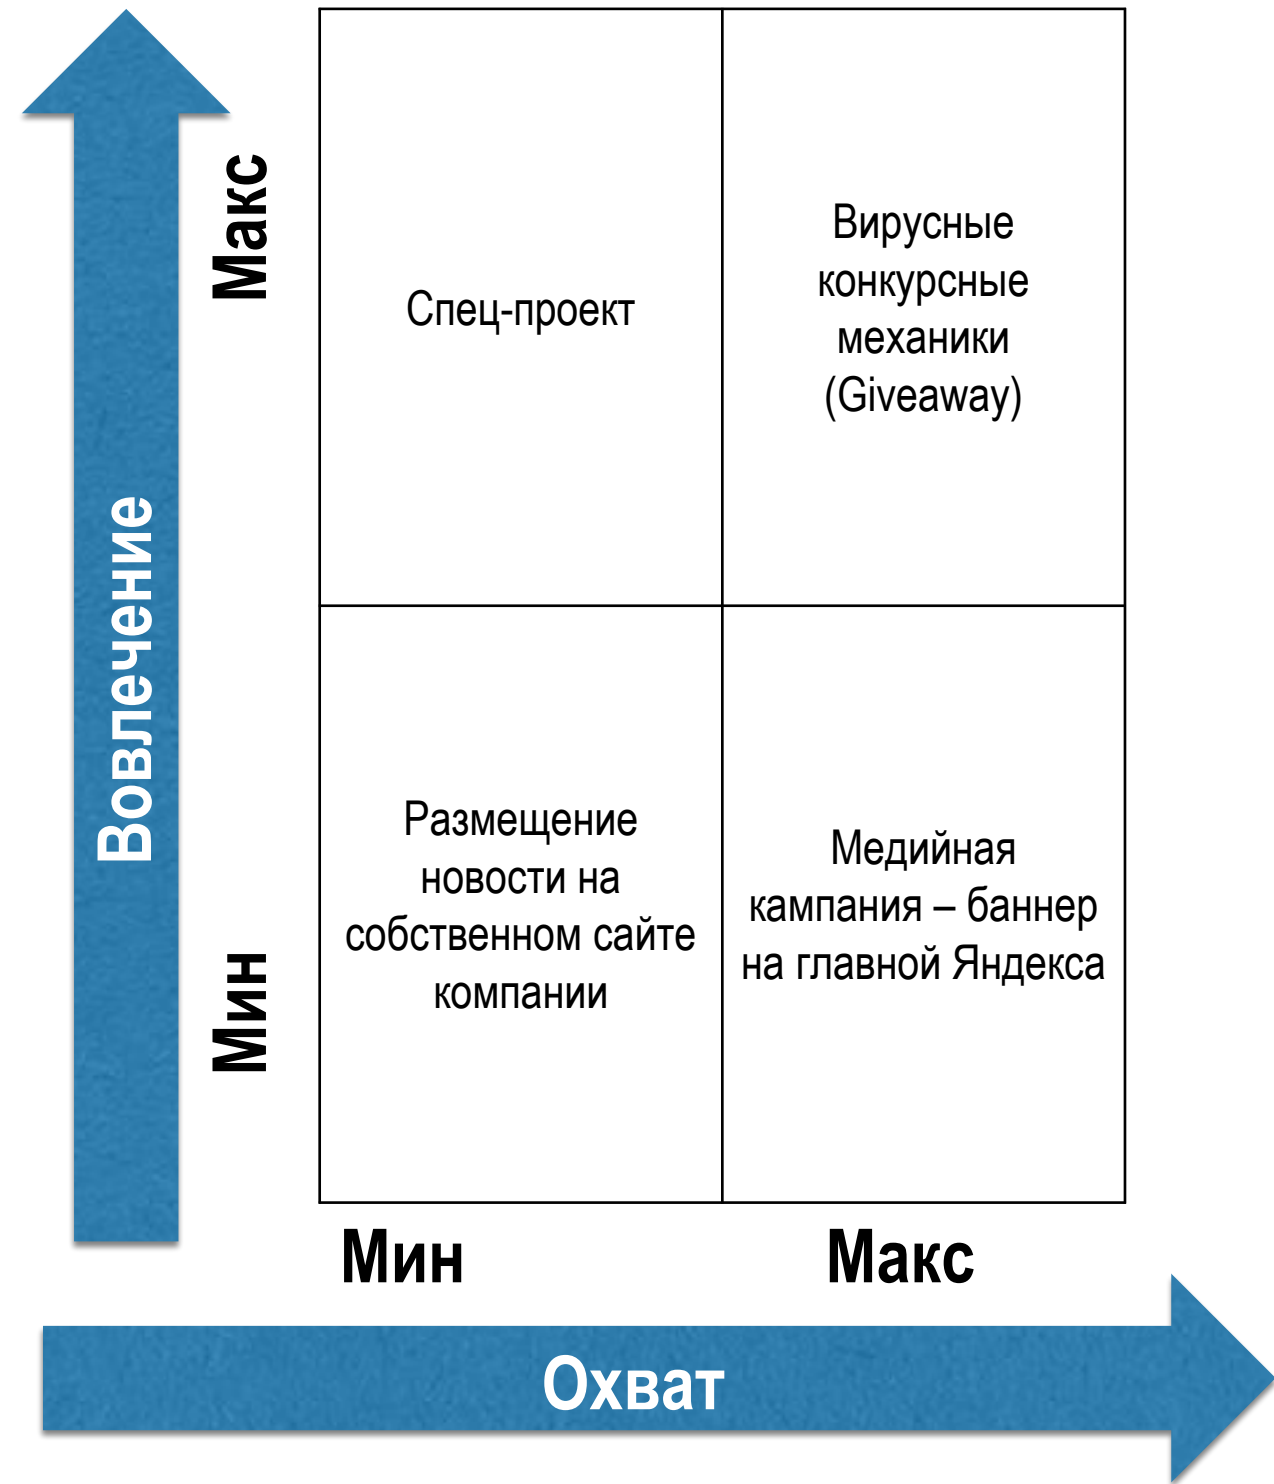 Вовлечение
Макс
Спец-проект
Вирусные
конкурсные
механики
(Giveaway)
Мин
Размещение
новости на
собственном сайте
компании
Медийная
кампания – баннер
на главной Яндекса
Мин
Макс
Охват